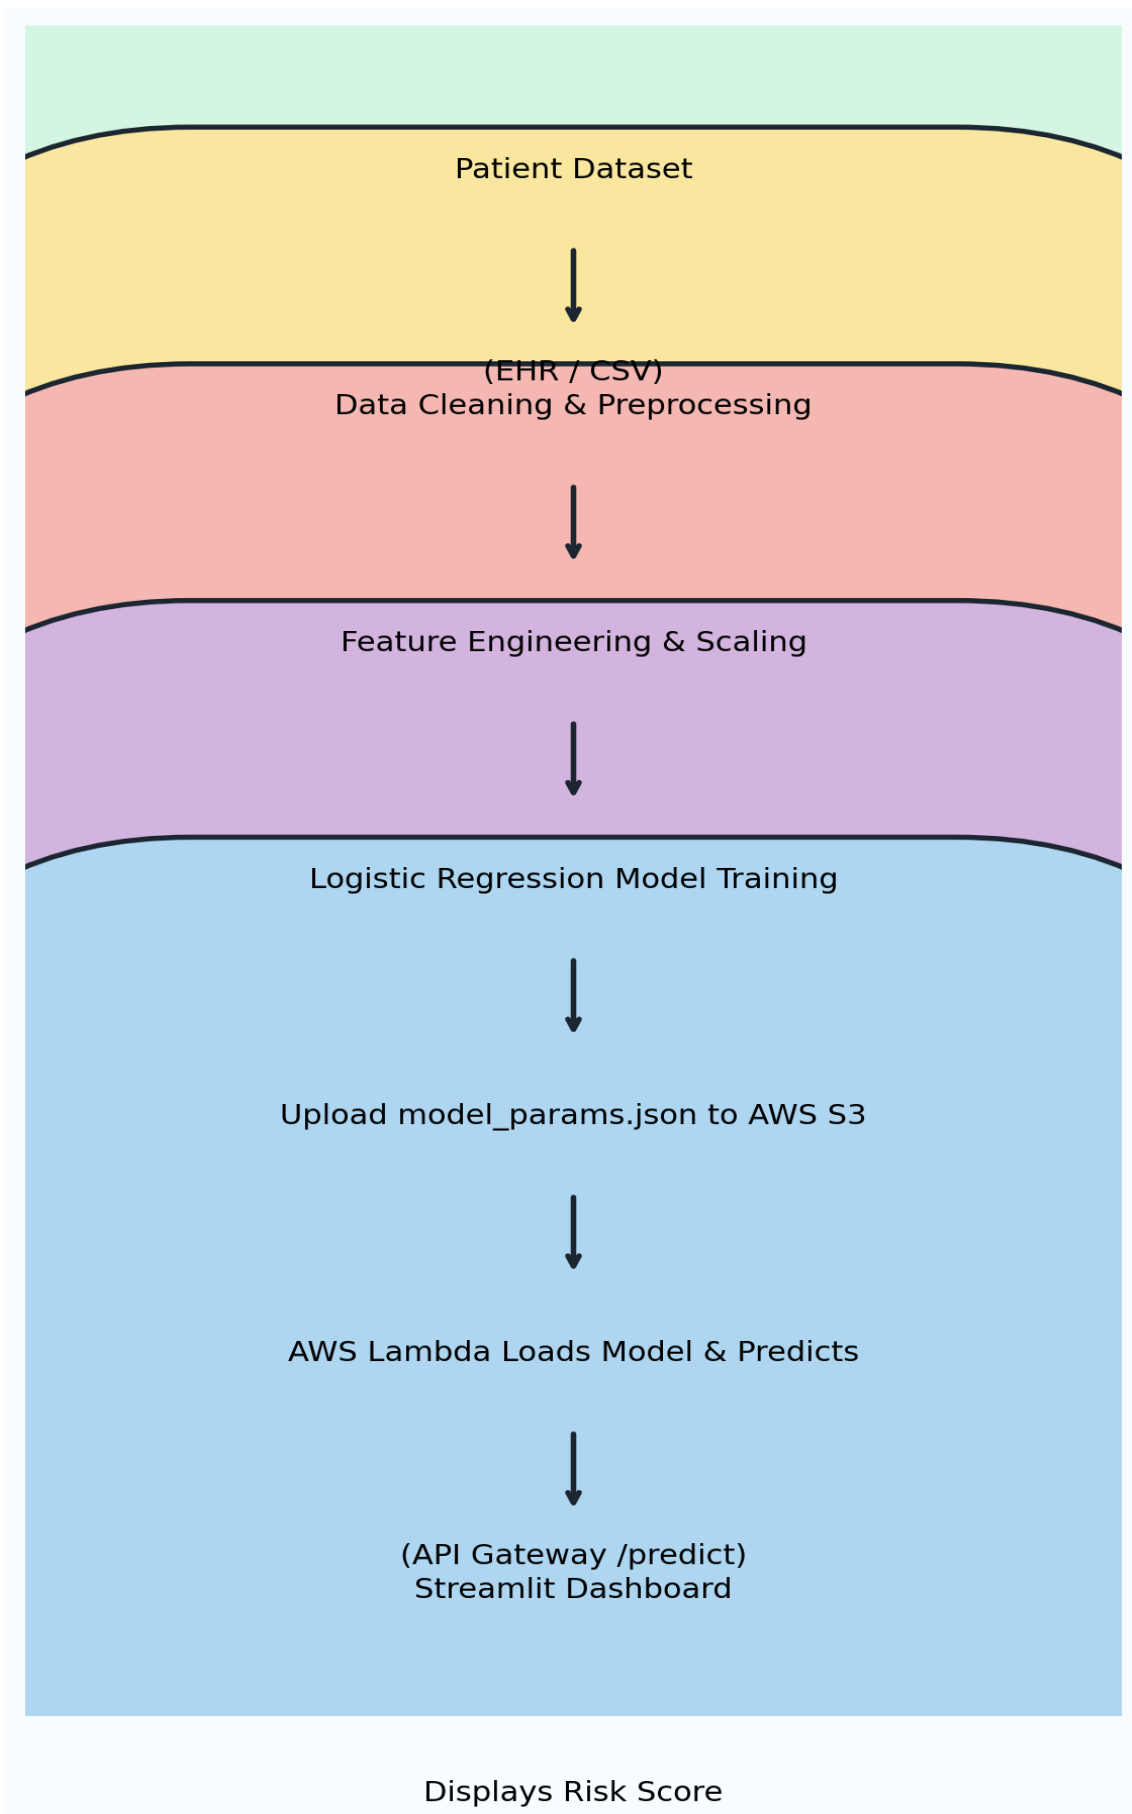 Patient Dataset
(EHR / CSV)
Data Cleaning & Preprocessing
Feature Engineering & Scaling
Logistic Regression Model Training
Upload model_params.json to AWS S3
AWS Lambda Loads Model & Predicts
(API Gateway /predict)
Streamlit Dashboard
Displays Risk Score